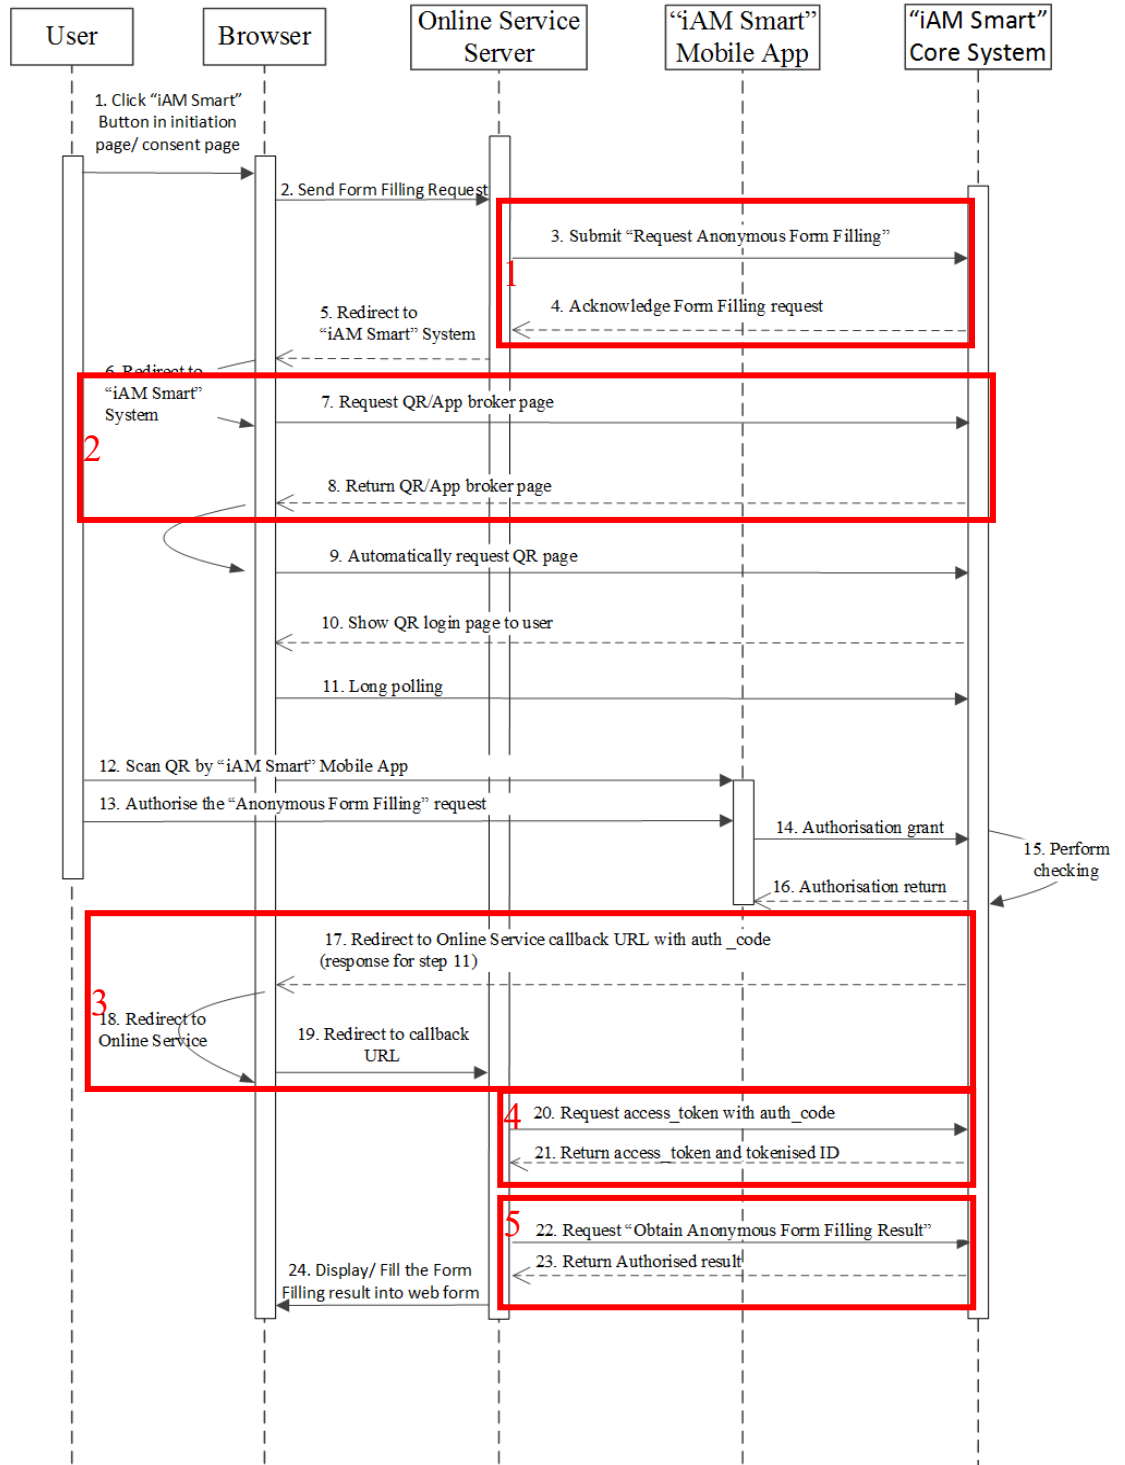 User
Browser
Online Service
Server
“iAM Smart”
Mobile App
“iAM Smart”
Core System
1. Click “iAM Smart”
Button in initiation
page/ consent page
2. Send Form Filling Request
3. Submit “Request Anonymous Form Filling”
1
4. Acknowledge Form Filling request
5. Redirect to
“iAM Smart” System
6. Redirect to
“iAM Smart”
System
7. Request QR/App broker page
2
8. Return QR/App broker page
9. Automatically request QR page
10. Show QR login page to user
11. Long polling
12. Scan QR by “iAM Smart” Mobile App
13. Authorise the “Anonymous Form Filling” request
14. Authorisation grant
15. Perform
checking
16. Authorisation return
17. Redirect to Online Service callback URL with auth _code
(response for step 11)
3
18. Redirect to
Online Service
19. Redirect to callback
URL
4
20. Request access_token with auth_code
21. Return access_token and tokenised ID
5
22. Request “Obtain Anonymous Form Filling Result”
23. Return Authorised result
24. Display/ Fill the Form
Filling result into web form